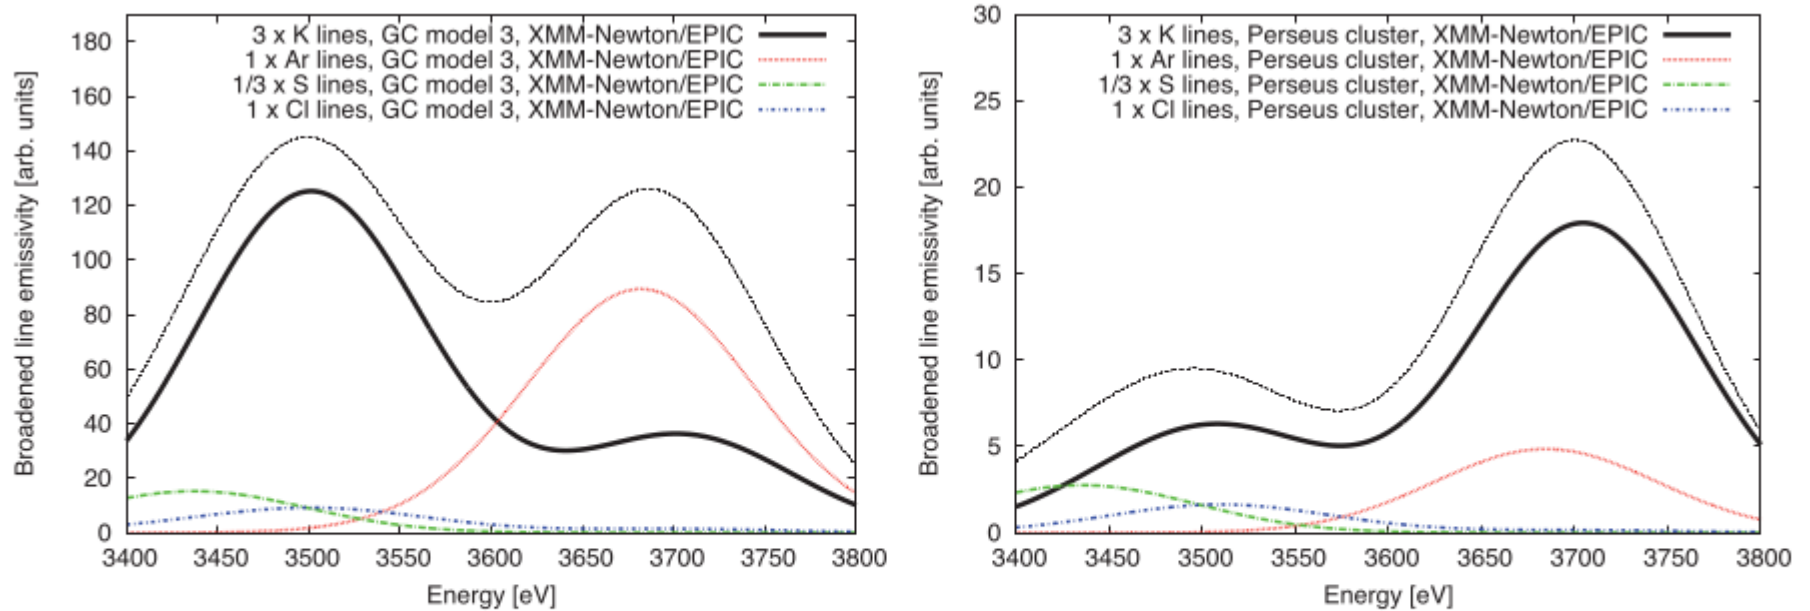 Broadened line emissivity [arb. units]
180
160
140
120
100
80
60
40
20
0
3 x K lines, GC model 3, XMM-Newton/EPIC
1 x Ar lines, GC model 3, XMM-Newton/EPIC
1/3 x S lines, GC model 3, XMM-Newton/EPIC
1 x Cl lines, GC model 3, XMM-Newton/EPIC
3400 3450 3500 3550 3600 3650 3700 3750 3800
Energy [eV]
Broadened line emissivity [arb. units]
30
25
20
15
10
5
0
3 x K lines, Perseus cluster, XMM-Newton/EPIC
1 x Ar lines, Perseus cluster, XMM-Newton/EPIC
1/3 x S lines, Perseus cluster, XMM-Newton/EPIC
1 x Cl lines, Perseus cluster, XMM-Newton/EPIC
3400 3450 3500 3550 3600 3650 3700 3750 3800
Energy [eV]